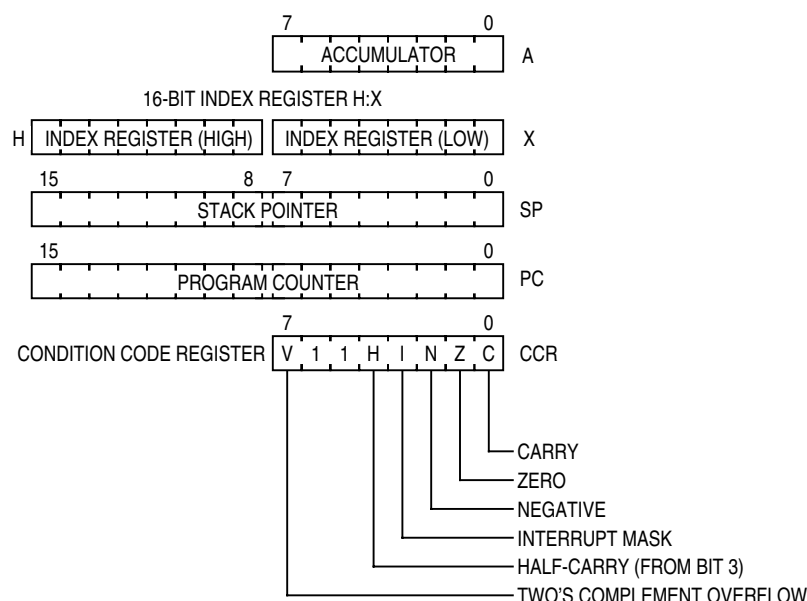 7 0
ACCUMULATOR A
16-BIT INDEX REGISTER H:X
H INDEX REGISTER (HIGH) INDEX REGISTER (LOW) X
15 8 7 0
STACK POINTER SP
15 0
PROGRAM COUNTER PC
7 0
CONDITION CODE REGISTER V 1 1 H I N Z C CCR
CARRY
ZERO
NEGATIVE
INTERRUPT MASK
HALF-CARRY (FROM BIT 3)
TWO'S COMPLEMENT OVERFLOW